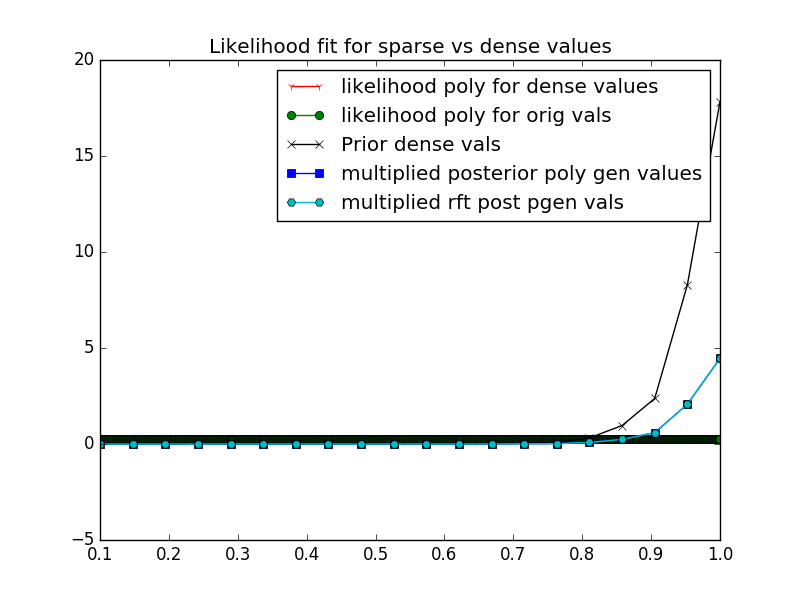 Likelihood fit for sparse vs dense values
20
15
10
5
0
−5
likelihood poly for dense values
likelihood poly for orig vals
Prior dense vals
multiplied posterior poly gen values
multiplied rft post pgen vals
0.1 0.2 0.3 0.4 0.5 0.6 0.7 0.8 0.9 1.0